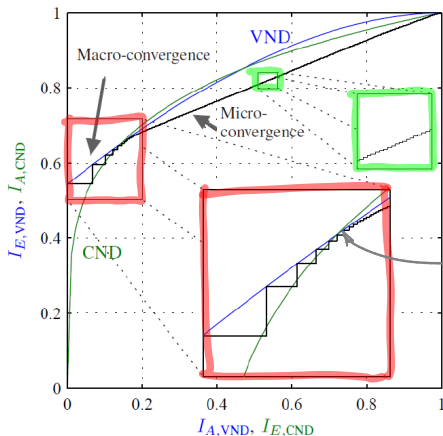 1
VND
Macro-convergence
0.8
Micro-
convergence
0.6
I_{E,VND}, I_{A,CND}
0.4
CND
0.2
0
0 0.2 0.4 0.6 0.8 1
I_{A,VND}, I_{E,CND}